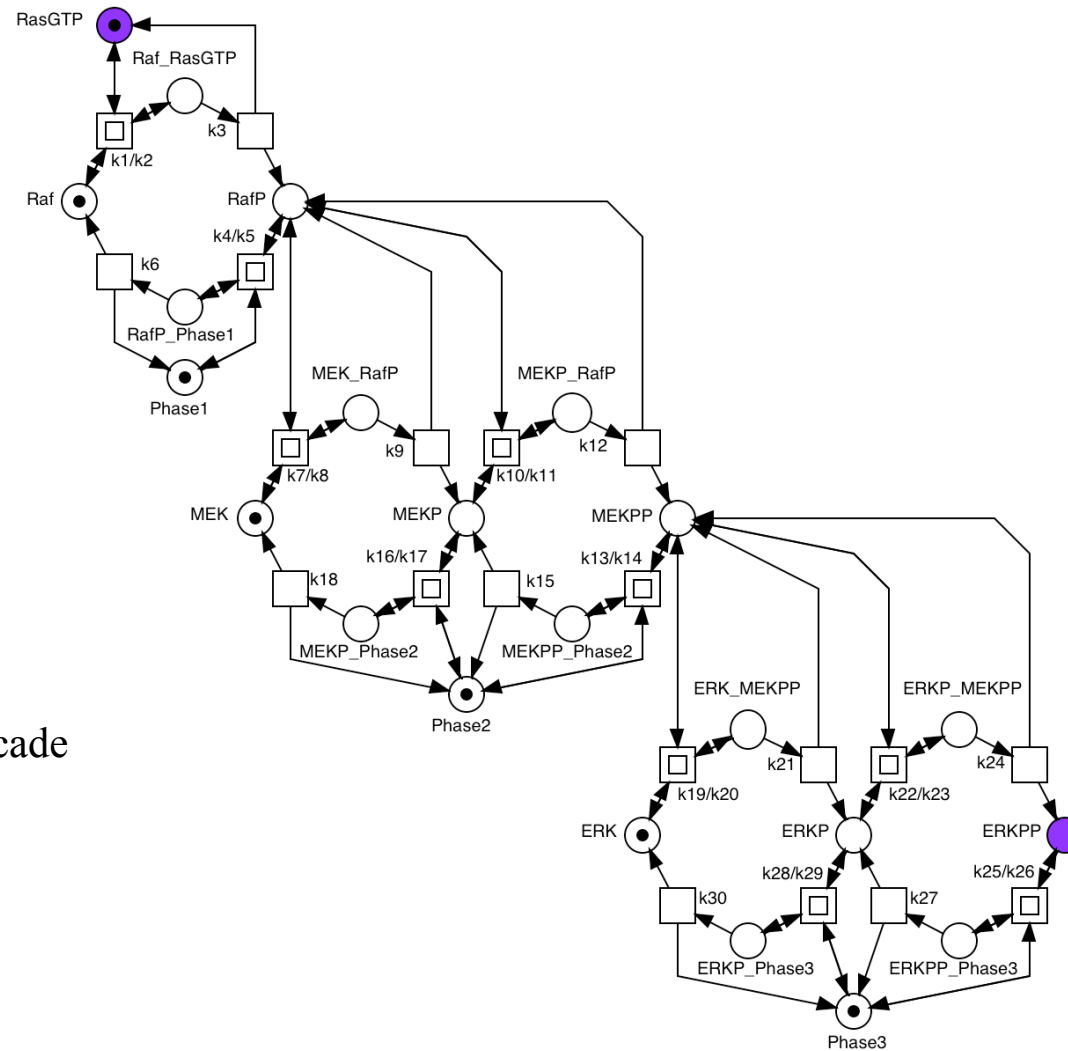 RasGTP
Raf_RasGTP
k3
k1/k2
Raf
RafP
k4/k5
k6
RafP_Phase1
Phase1
MEK_RafP
MEKP_RafP
k9
k12
k7/k8
k10/k11
MEK
MEKP
MEKPP
k16/k17
k13/k14
k18
k15
MEKP_Phase2
MEKPP_Phase2
Phase2
cade
ERK_MEKPP
ERKP_MEKPP
k21
k24
k19/k20
k22/k23
ERK
ERKP
ERKPP
k28/k29
k25/k26
k30
k27
ERKP_Phase3
ERKPP_Phase3
Phase3